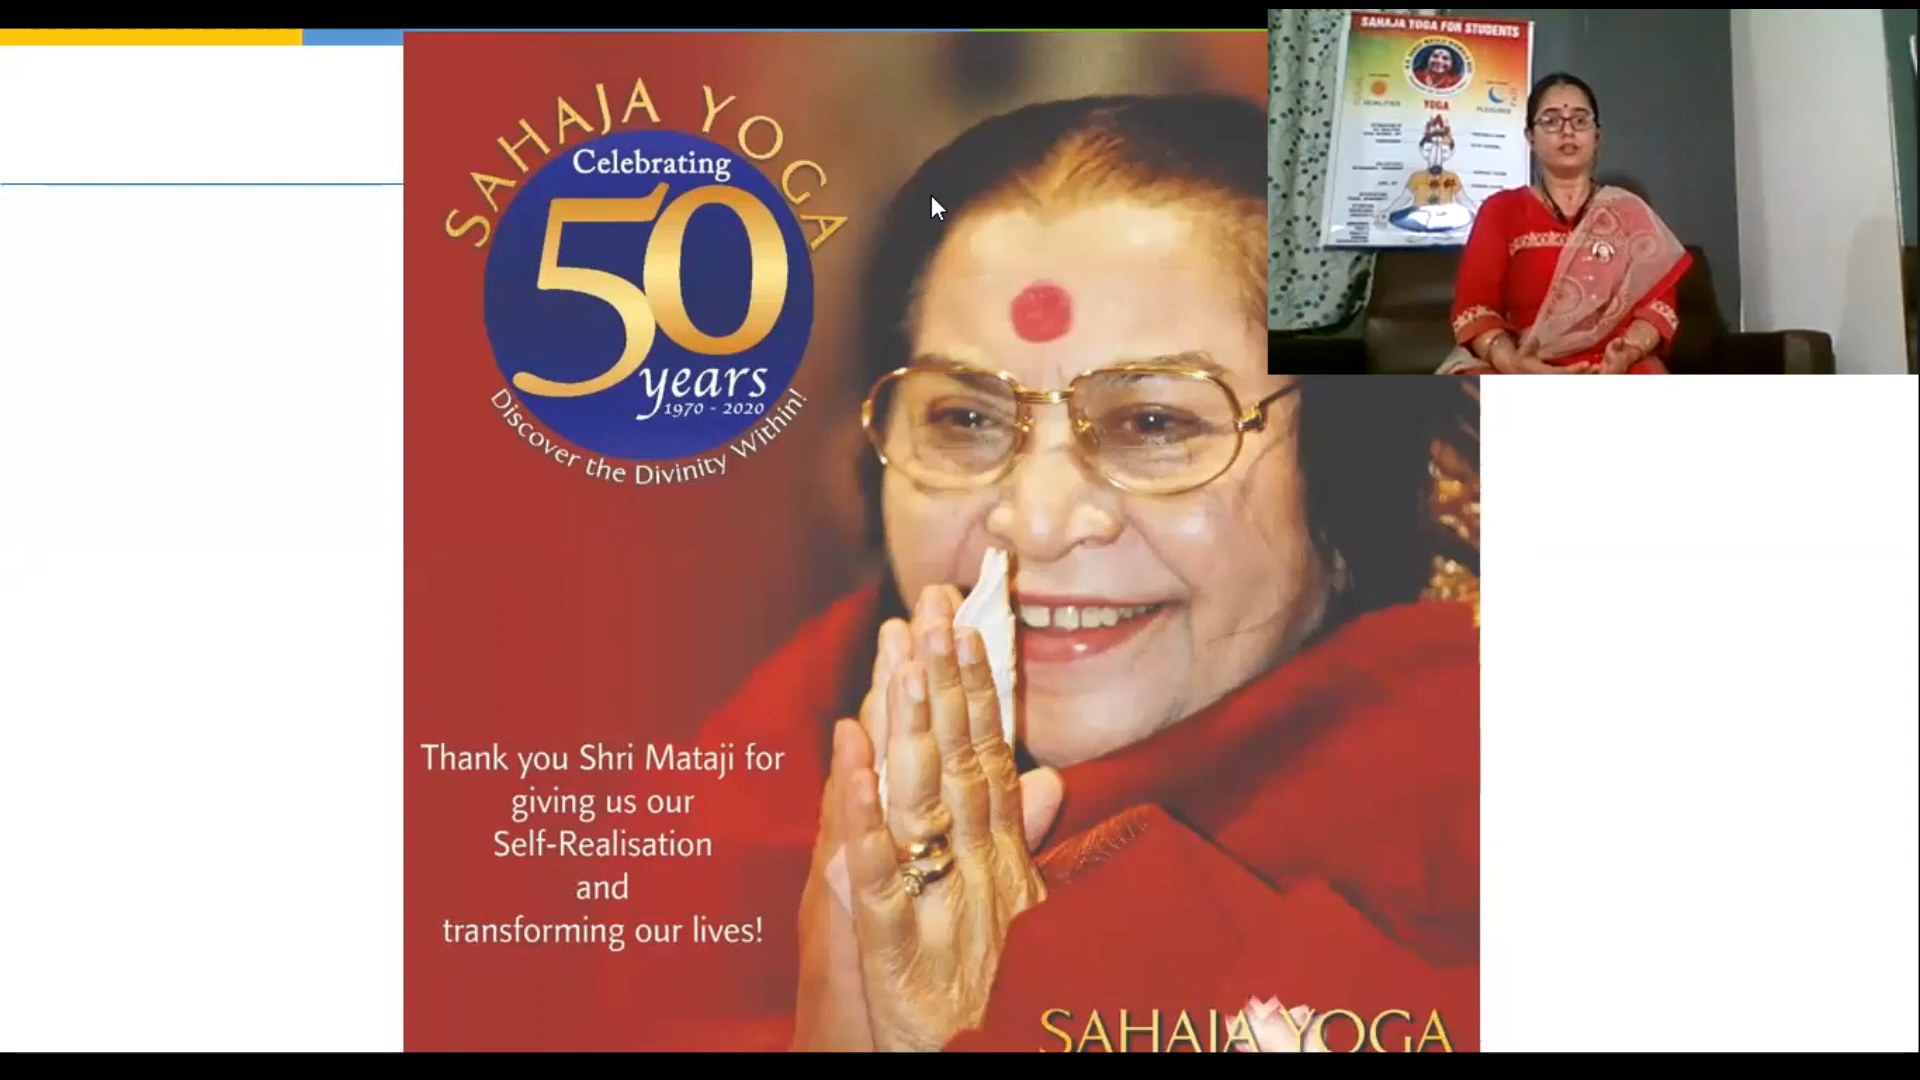 SAHAJA YOGA
Celebrating
50
years
1970 - 2020
Discover the Divinity Within!
Thank you Shri Mataji for
giving us our
Self-Realisation
and
transforming our lives!
SAHAJA YOGA
SAHAJA YOGA FOR STUDENTS
QUALITIES
YOGA